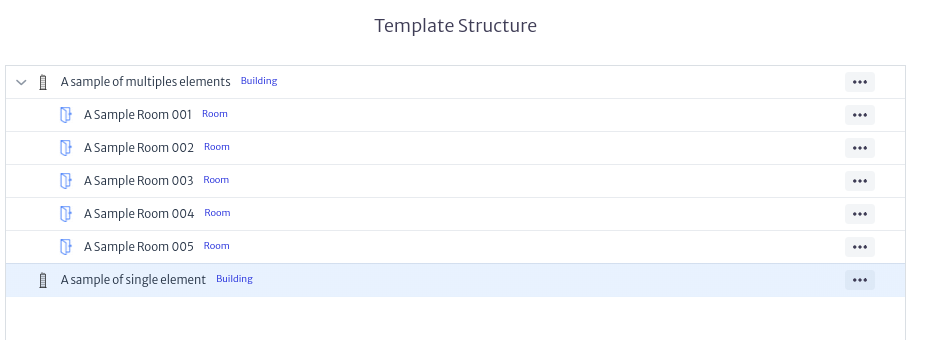 Template Structure
A sample of multiples elements Building
A Sample Room 001 Room
A Sample Room 002 Room
A Sample Room 003 Room
A Sample Room 004 Room
A Sample Room 005 Room
A sample of single element Building